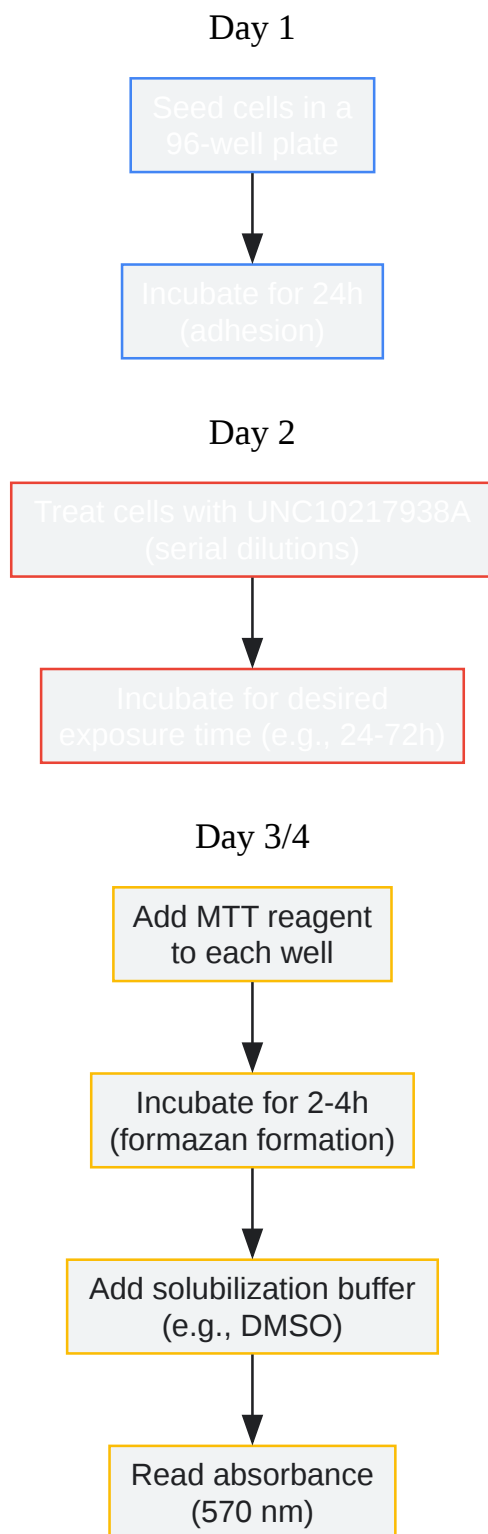 Day 1
Seed cells in a
96-well plate
Incubate for 24h
(adhesion)
Day 2
Treat cells with UNC10217938A
(serial dilutions)
Incubate for desired
exposure time (e.g., 24-72h)
Day 3/4
Add MTT reagent
to each well
Incubate for 2-4h
(formazan formation)
Add solubilization buffer
(e.g., DMSO)
Read absorbance
(570 nm)